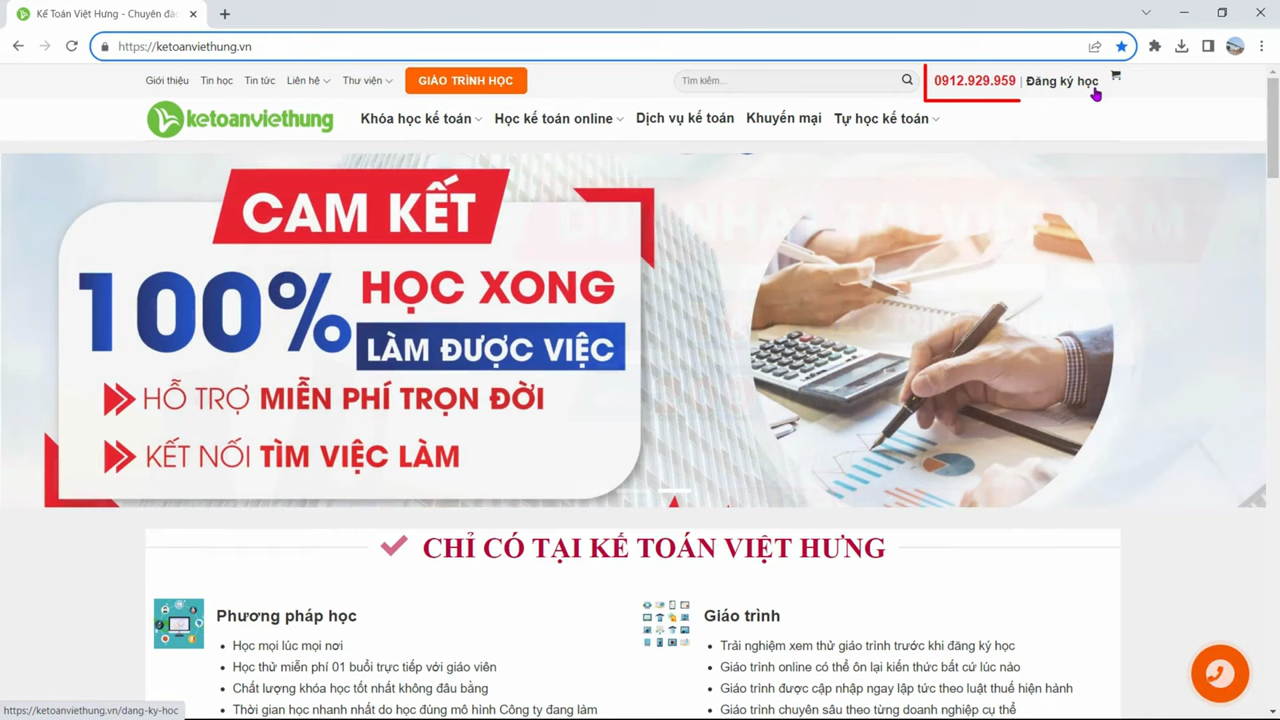 Kế Toán Việt Hưng - Chuyên đà
https://ketoanviethung.vn
Giới thiệu Tin học Tin tức Liên hệ Thư viện GIÁO TRÌNH HỌC Tìm kiếm... 0912.929.959 | Đăng ký học
ketoanviethung Khóa học kế toán Học kế toán online Dịch vụ kế toán Khuyến mại Tự học kế toán
CAM KẾT
100% HỌC XONG
LÀM ĐƯỢC VIỆC
HỖ TRỢ MIỄN PHÍ TRỌN ĐỜI
KẾT NỐI TÌM VIỆC LÀM
CHỈ CÓ TẠI KẾ TOÁN VIỆT HƯNG
Phương pháp học
Học mọi lúc mọi nơi
Học thử miễn phí 01 buổi trực tiếp với giáo viên
Chất lượng khóa học tốt nhất không đâu bằng
Thời gian học nhanh nhất do học đúng mô hình Công ty đang làm
Giáo trình
Trải nghiệm xem thử giáo trình trước khi đăng ký học
Giáo trình online có thể ôn lại kiến thức bất cứ lúc nào
Giáo trình được cập nhập ngay lập tức theo luật thuế hiện hành
Giáo trình chuyên sâu theo từng doanh nghiệp cụ thể
https://ketoanviethung.vn/dang-ky-hoc